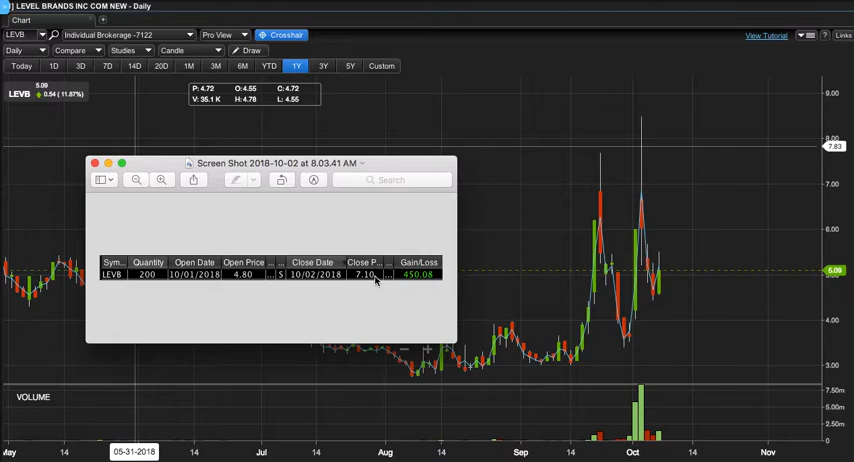 ] LEVEL BRANDS INC COM NEW - Daily
Chart
LEVB Individual Brokerage -7122 Pro View Crosshair View Tutorial ? Links
Daily Compare Studies Candle Draw
Today 1D 3D 7D 14D 20D 1M 3M 6M YTD 1Y 3Y 5Y Custom
5.09
LEVB 0.54 ( 11.87%)
P: 4.72 O: 4.55 C: 4.72
V: 35.1 K H: 4.78 L: 4.55
9.00
8.00
7.83
7.00
6.00
5.09
4.00
3.00
Screen Shot 2018-10-02 at 8.03.41 AM
Search
Sym... Quantity Open Date Open Price ... ... Close Date Close P... ... Gain/Loss
LEVB 200 10/01/2018 4.80 ... S 10/02/2018 7.10 ... 450.08
VOLUME
7.50m
5.00m
2.50m
0
May 14 05-31-2018 14 Jul 14 Aug 14 Sep 14 Oct 14 Nov